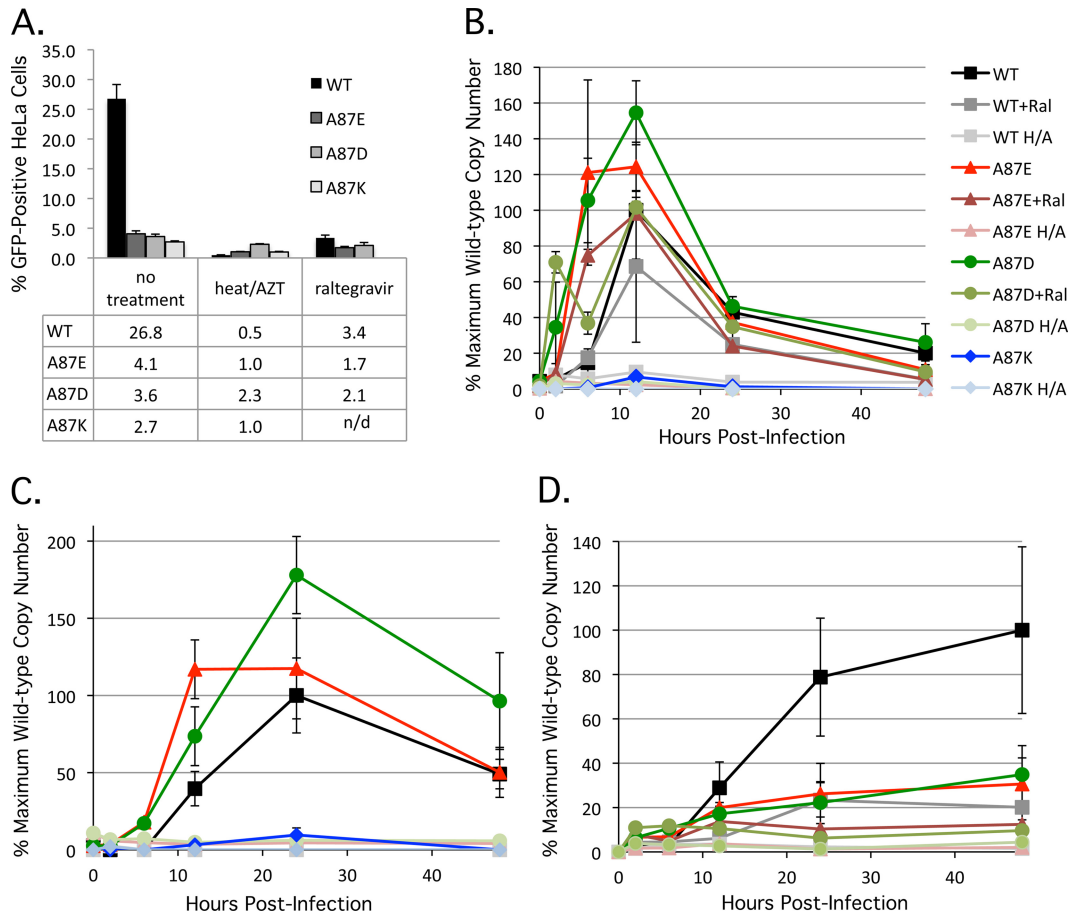 A.
% GFP-Positive HeLa Cells
35.0
30.0
25.0
20.0
15.0
10.0
5.0
0.0
WT
A87E
A87D
A87K
no treatment heat/AZT raltegravir
WT 26.8 0.5 3.4
A87E 4.1 1.0 1.7
A87D 3.6 2.3 2.1
A87K 2.7 1.0 n/d
B.
% Maximum Wild-type Copy Number
180
160
140
120
100
80
60
40
20
0
0 10 20 30 40
Hours Post-Infection
WT
WT+Ral
WT H/A
A87E
A87E+Ral
A87E H/A
A87D
A87D+Ral
A87D H/A
A87K
A87K H/A
C.
% Maximum Wild-type Copy Number
200
150
100
50
0
0 10 20 30 40
Hours Post-Infection
D.
% Maximum Wild-type Copy Number
140
120
100
80
60
40
20
0
0 10 20 30 40
Hours Post-Infection